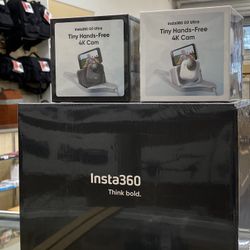 Insta360 GO Ultra
Tiny Hands-Free
4K Cam
Insta360 GO Ultra
Tiny Hands-Free
4K Cam
Insta360
Think bold.